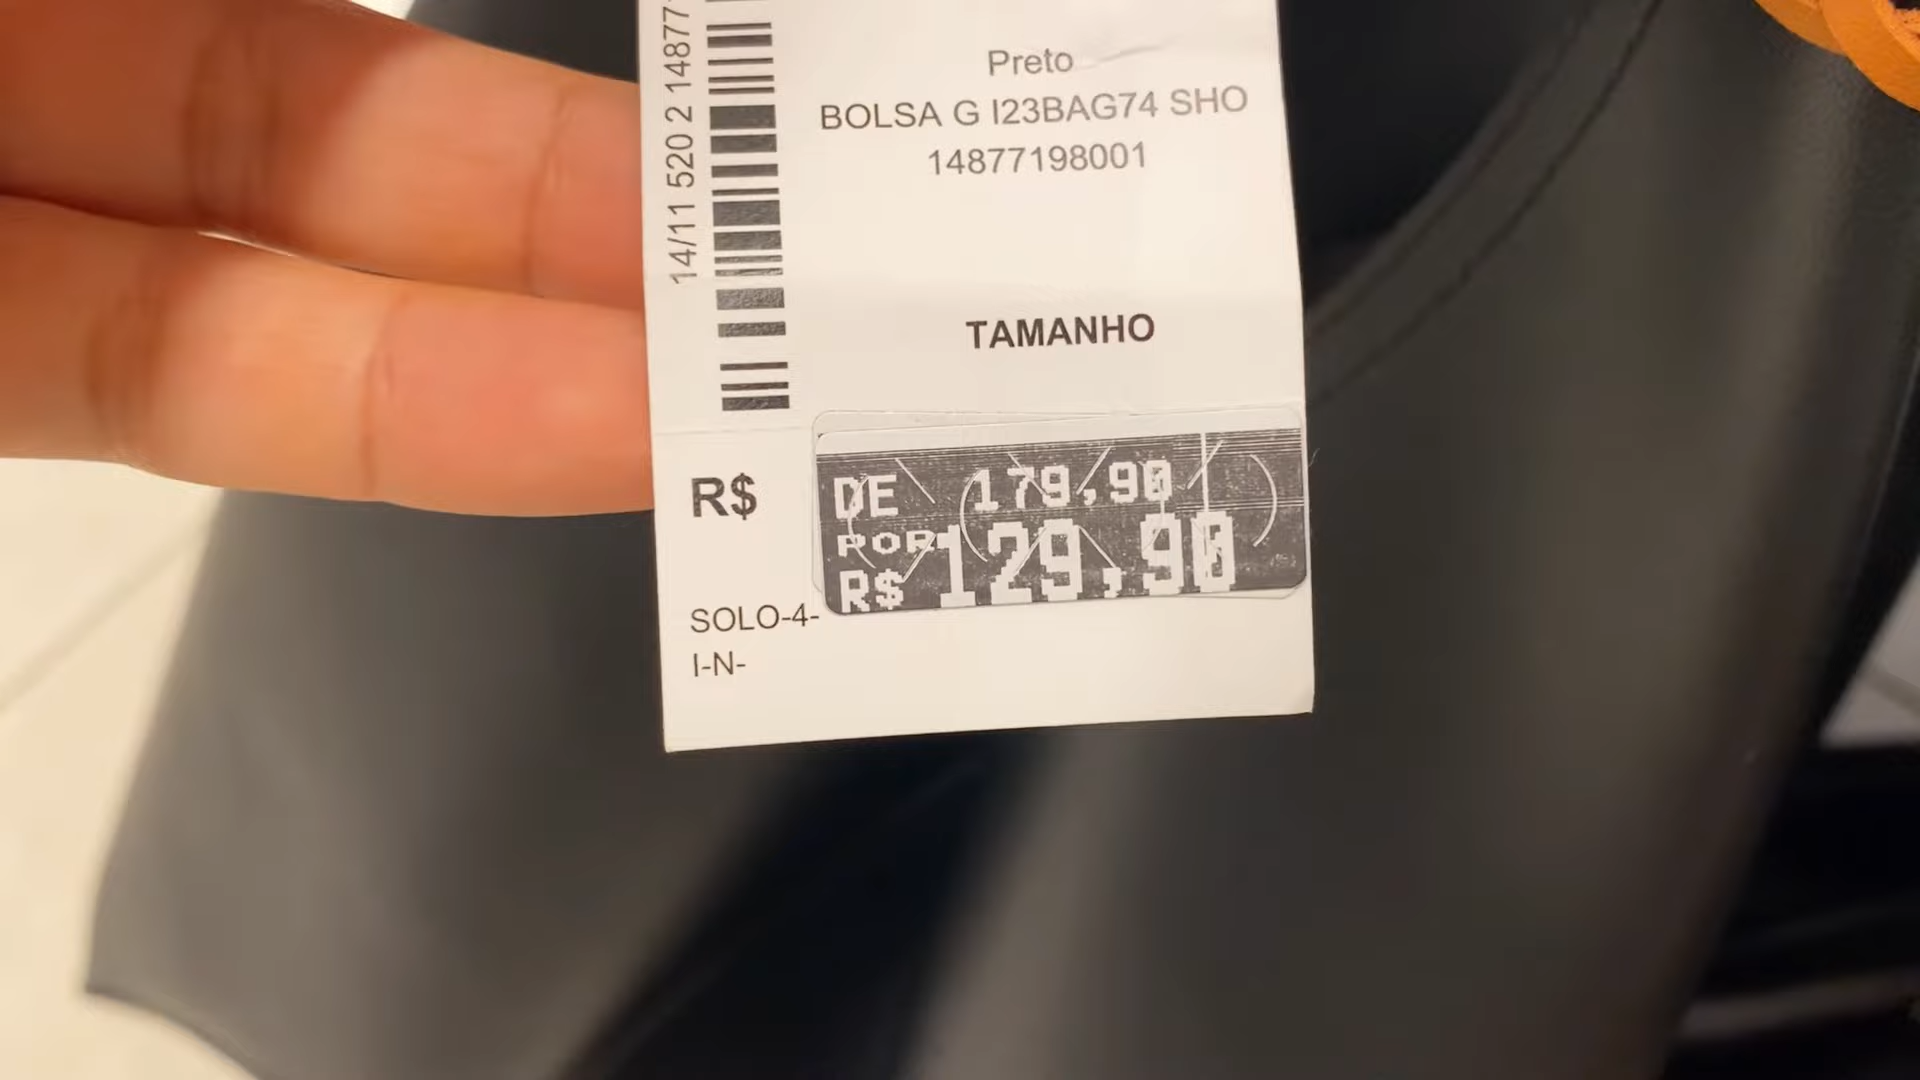 14/11 520 2 14877
Preto
BOLSA G I23BAG74 SHO
14877198001
TAMANHO
R$
DE 179,90
POR
R$ 129,90
SOLO-4-
I-N-